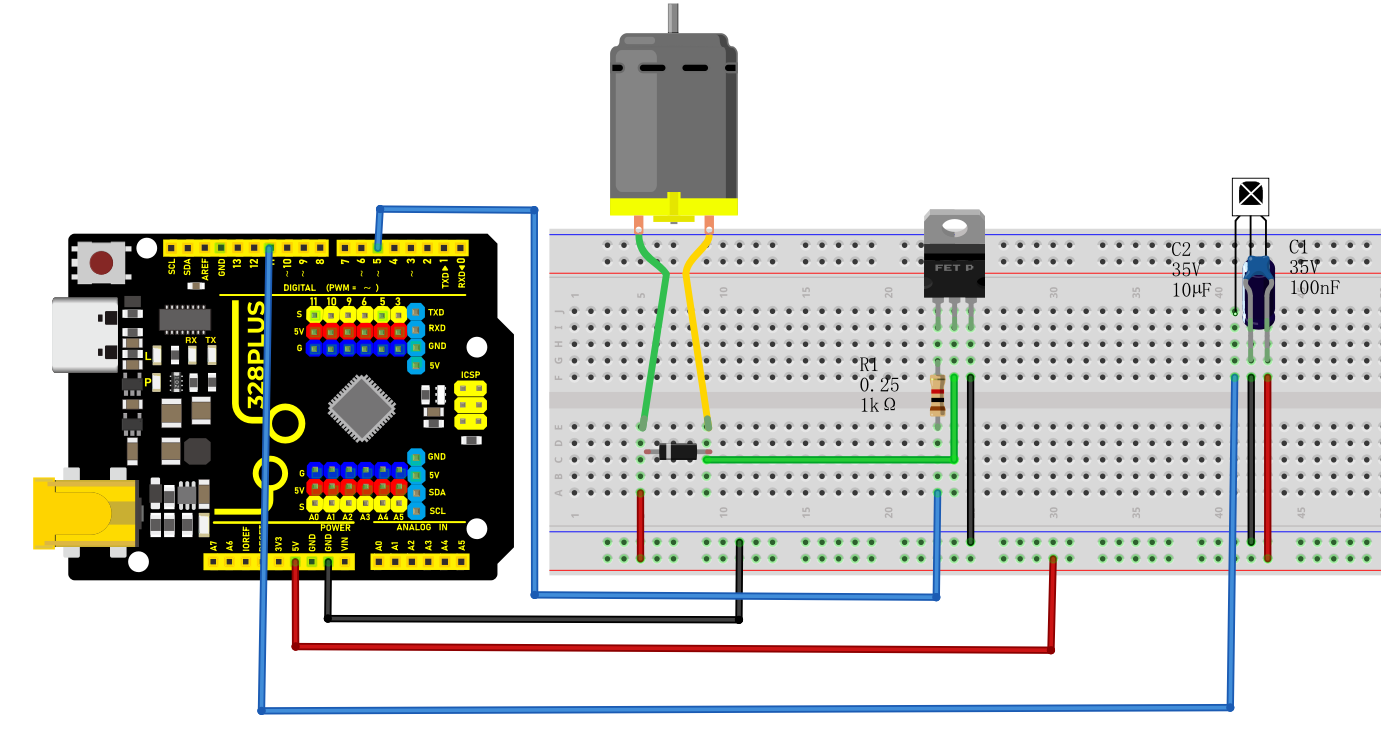 SCL
SDA
AREF
GND
13
12
11
~10
~9
8
7
~6
~5
4
~3
2
TXD▶1
RXD◀0
DIGITAL (PWM = ~ )
11 10 9 6 5 3
S
5V
G
TXD
RXD
GND
5V
328PLUS
RX TX
L
P
ICSP
G
5V
S
A0 A1 A2 A3 A4 A5
GND
5V
SDA
SCL
POWER
ANALOG IN
A7
A6
IOREF
3V3
5V
GND
GND
VIN
A0
A1
A2
A3
A4
A5
FET P
R1
0.25
1kΩ
C2
35V
10µF
C1
35V
100nF
1 5 10 15 20 30 35 40 45
J
I
H
G
F
E
D
C
B
A
1 5 10 15 20 25 30 35 40 45